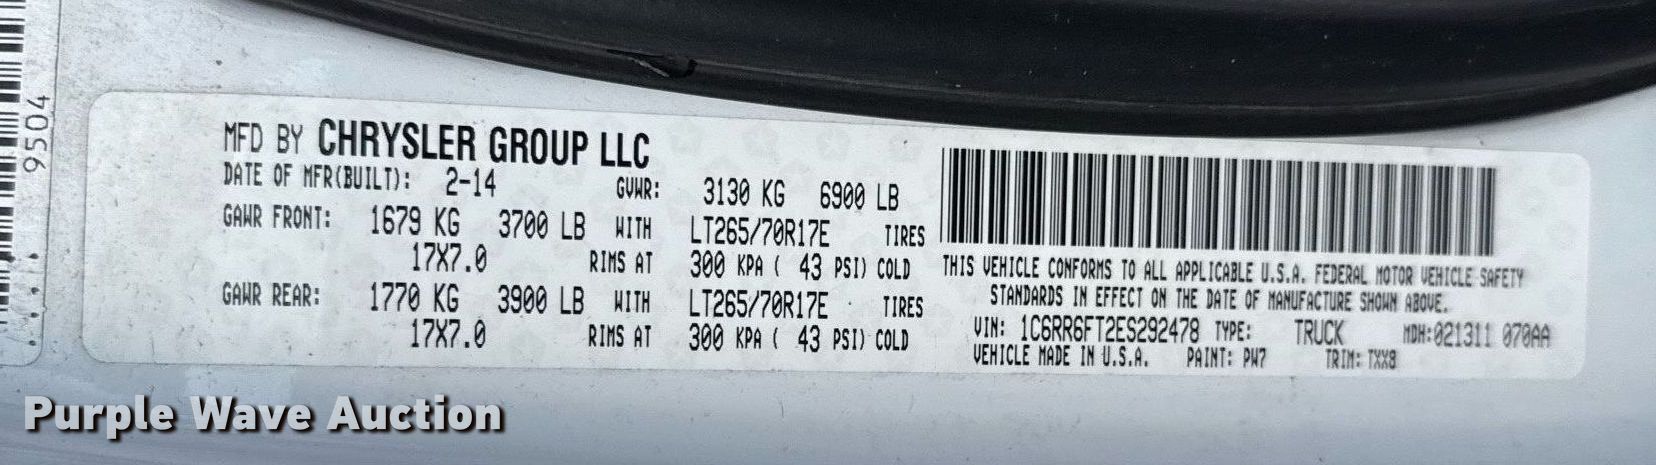 9504
MFD BY CHRYSLER GROUP LLC
DATE OF MFR(BUILT): 2-14 GVWR: 3130 KG 6900 LB
GAWR FRONT: 1679 KG 3700 LB WITH LT265/70R17E TIRES
17X7.0 RIMS AT 300 KPA ( 43 PSI) COLD
GAWR REAR: 1770 KG 3900 LB WITH LT265/70R17E TIRES
17X7.0 RIMS AT 300 KPA ( 43 PSI) COLD
THIS VEHICLE CONFORMS TO ALL APPLICABLE U.S.A. FEDERAL MOTOR VEHICLE SAFETY
STANDARDS IN EFFECT ON THE DATE OF MANUFACTURE SHOWN ABOVE.
VIN: 1C6RR6FT2ES292478 TYPE: TRUCK MDH:021311 070AA
VEHICLE MADE IN U.S.A. PAINT: PW7 TRIM: TXX8
Purple Wave Auction